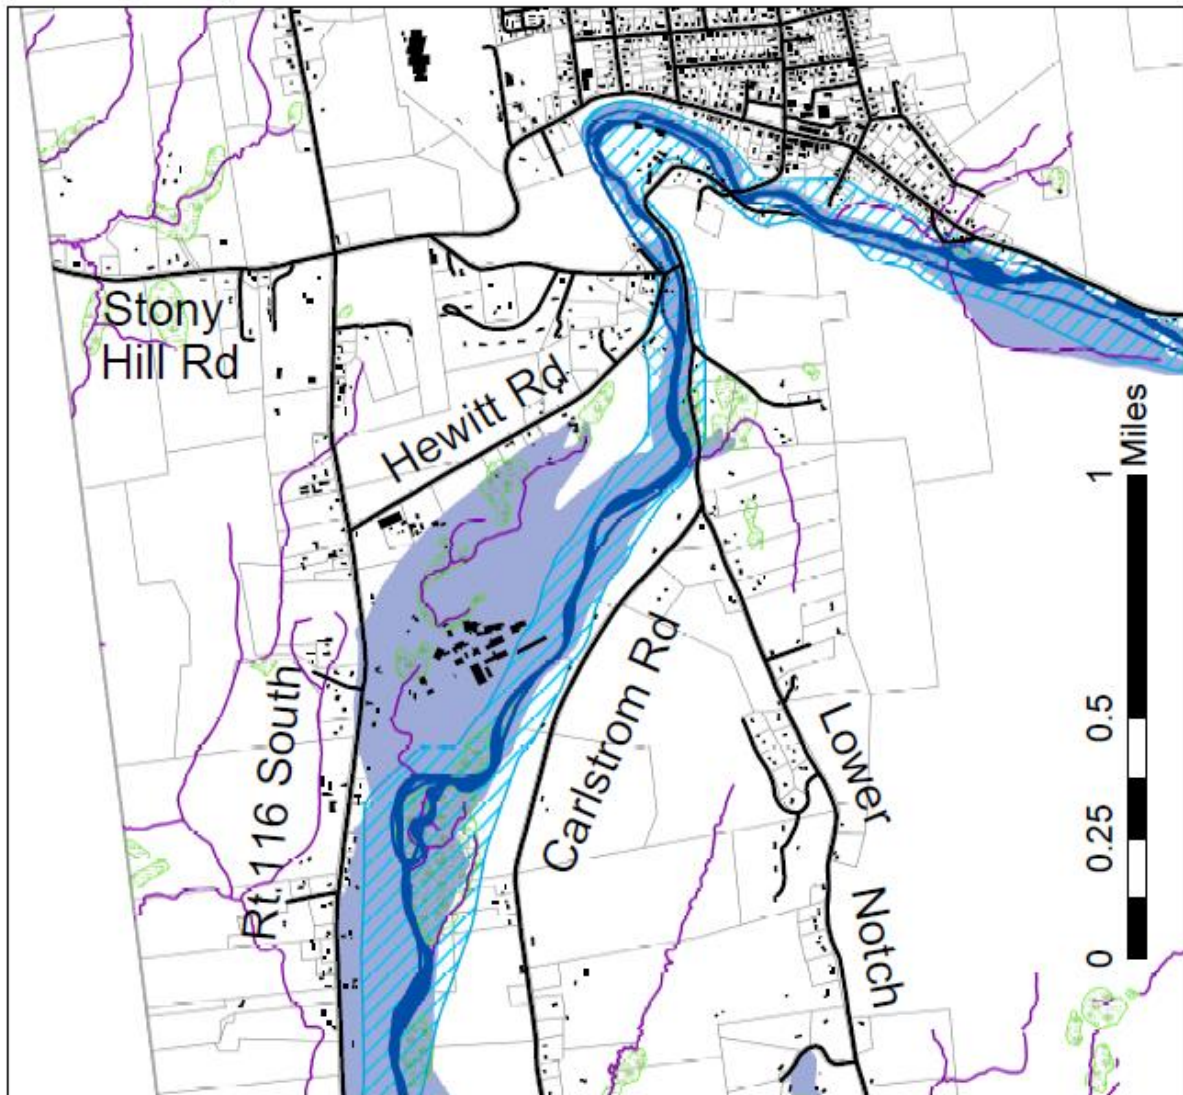 Stony
Hill Rd
Hewitt Rd
Rt. 116 South
Carlstrom Rd
Lower
Notch
0 0.25 0.5 1
Miles